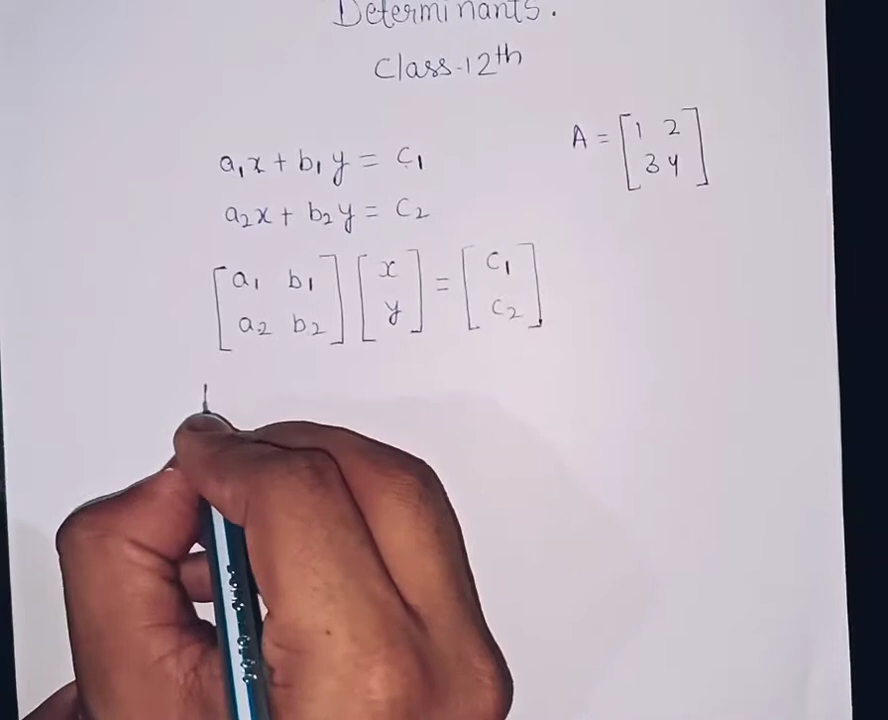 Determinants.
Class-12th
a₁x + b₁y = c₁
a₂x + b₂y = c₂
A = [1 2
3 4]
[a₁ b₁
a₂ b₂] [x
y] = [c₁
c₂]